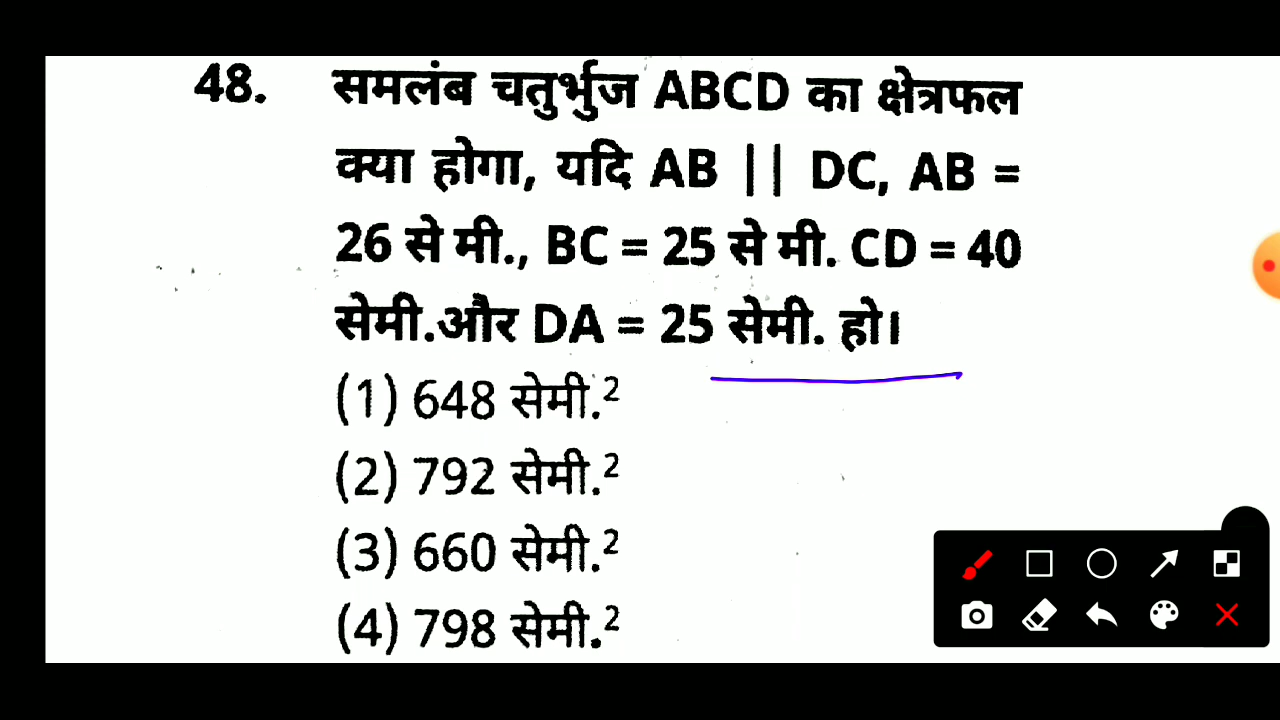 48. समलंब चतुर्भुज ABCD का क्षेत्रफल
क्या होगा, यदि AB || DC, AB =
26 से मी., BC = 25 से मी. CD = 40
सेमी.और DA = 25 सेमी. हो।
(1) 648 सेमी.²
(2) 792 सेमी.²
(3) 660 सेमी.²
(4) 798 सेमी.²